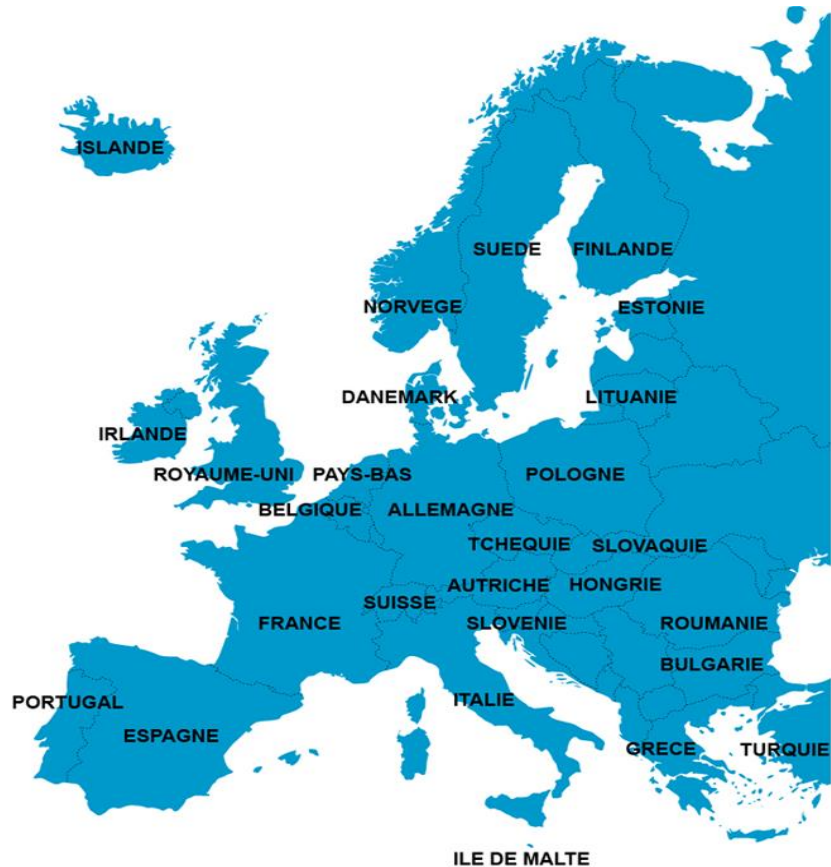 ISLANDE
SUEDE
FINLANDE
NORVEGE
ESTONIE
DANEMARK
LITUANIE
IRLANDE
ROYAUME-UNI
PAYS-BAS
POLOGNE
BELGIQUE
ALLEMAGNE
TCHEQUIE
SLOVAQUIE
AUTRICHE
HONGRIE
SUISSE
FRANCE
SLOVENIE
ROUMANIE
BULGARIE
PORTUGAL
ITALIE
ESPAGNE
GRECE
TURQUIE
ILE DE MALTE